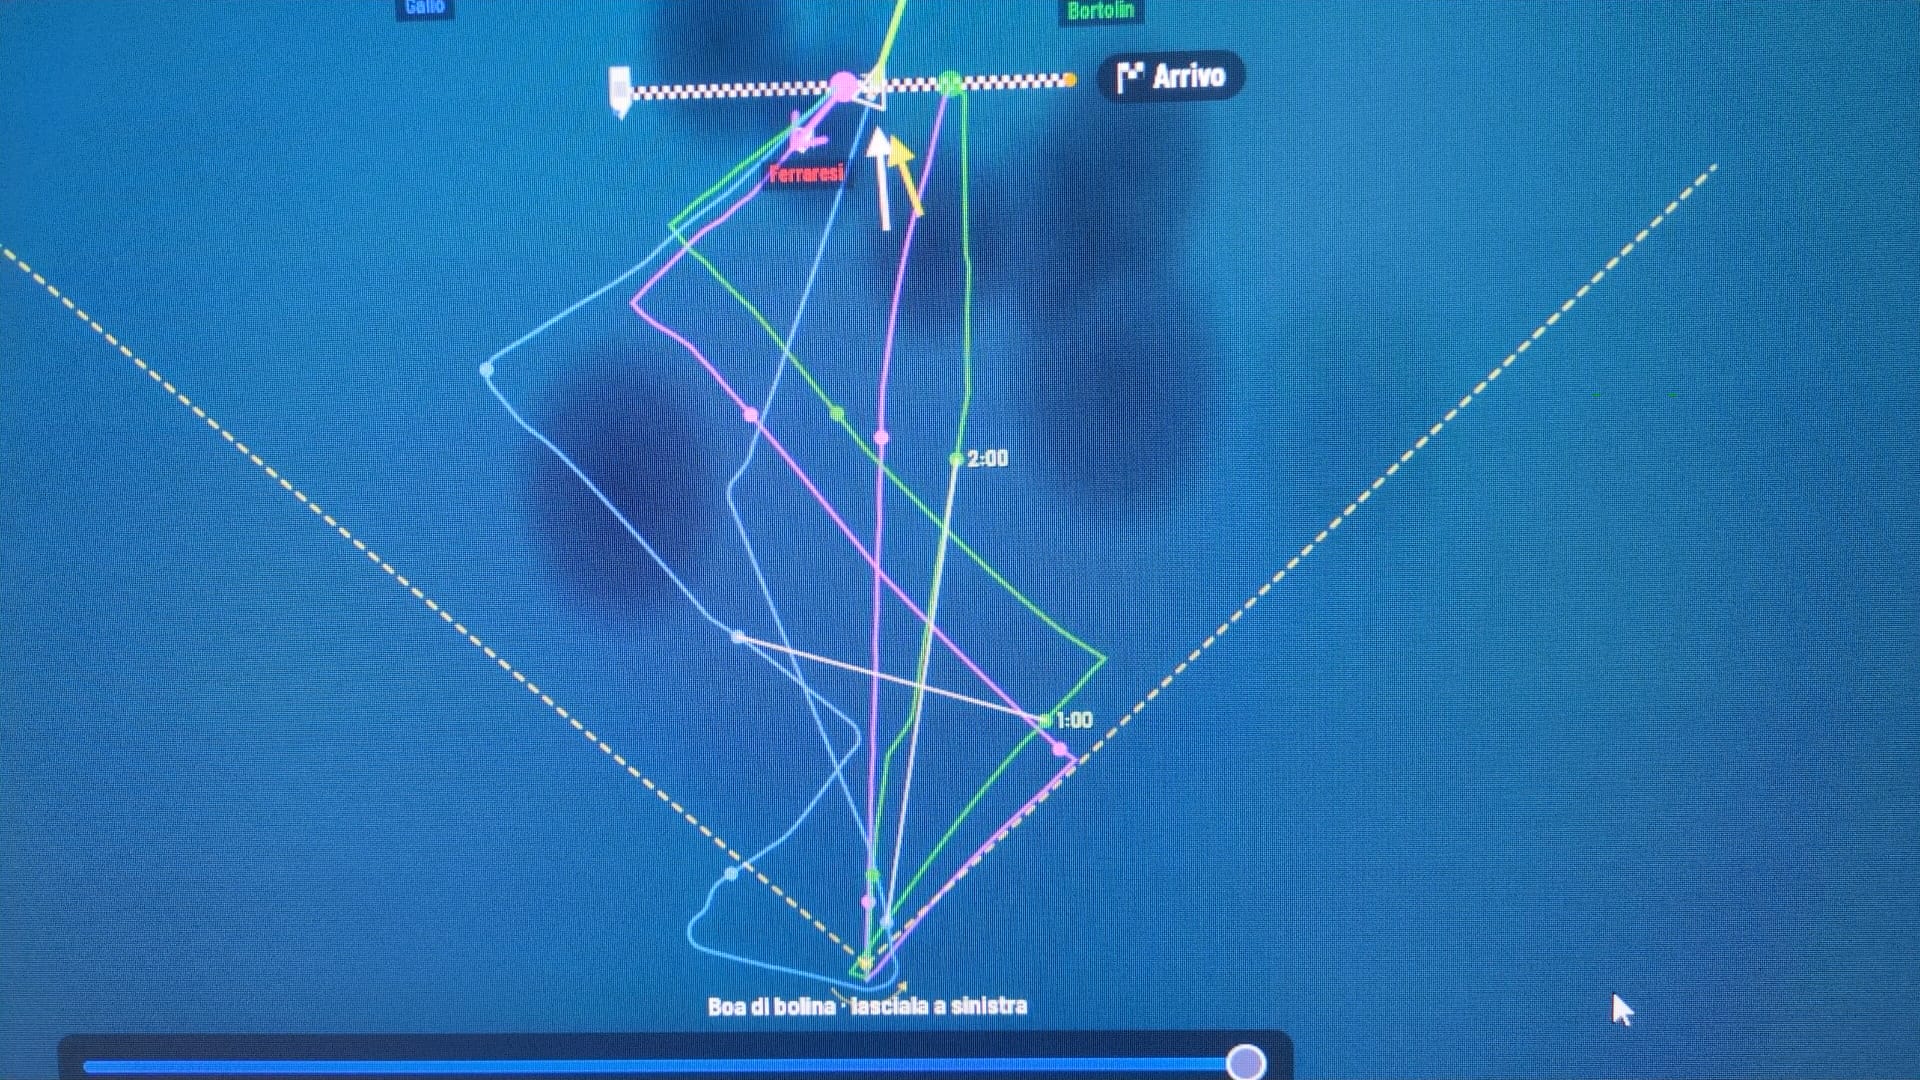 Gallo
Bortolin
Arrivo
Ferraresi
2:00
1:00
Boa di bolina · lasciala a sinistra